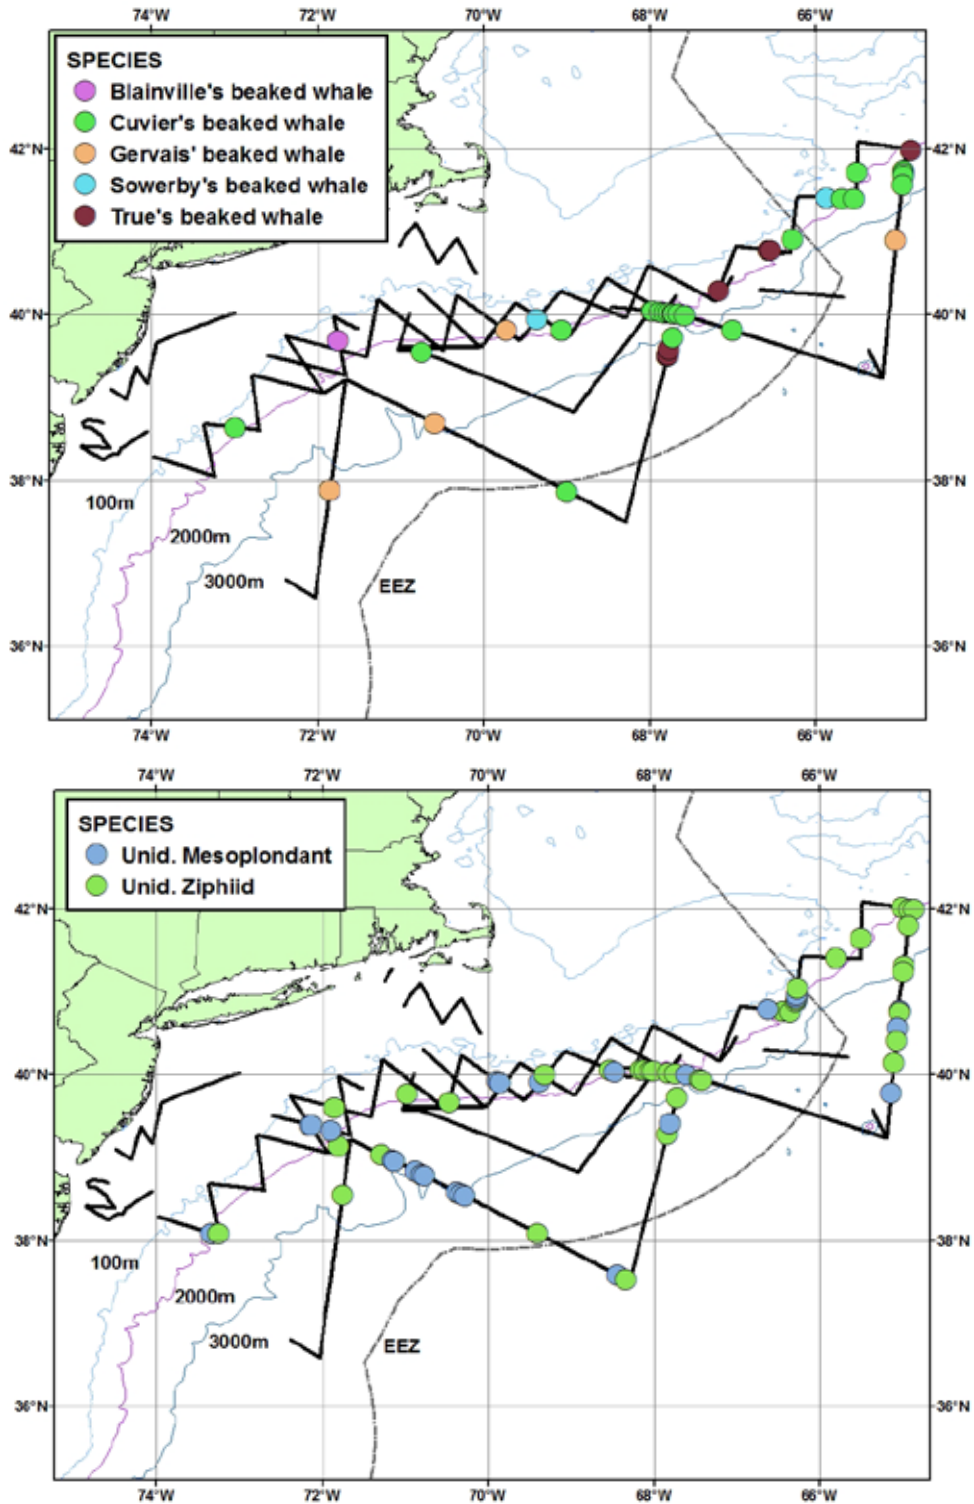 74°W 72°W 70°W 68°W 66°W
SPECIES
Blainville's beaked whale
Cuvier's beaked whale
Gervais' beaked whale
Sowerby's beaked whale
True's beaked whale
42°N 42°N
40°N 40°N
38°N 38°N
100m
2000m
3000m
EEZ
36°N 36°N
74°W 72°W 70°W 68°W 66°W
74°W 72°W 70°W 68°W 66°W
SPECIES
Unid. Mesoplondant
Unid. Ziphiid
42°N 42°N
40°N 40°N
38°N 38°N
100m
2000m
3000m
EEZ
36°N 36°N
74°W 72°W 70°W 68°W 66°W